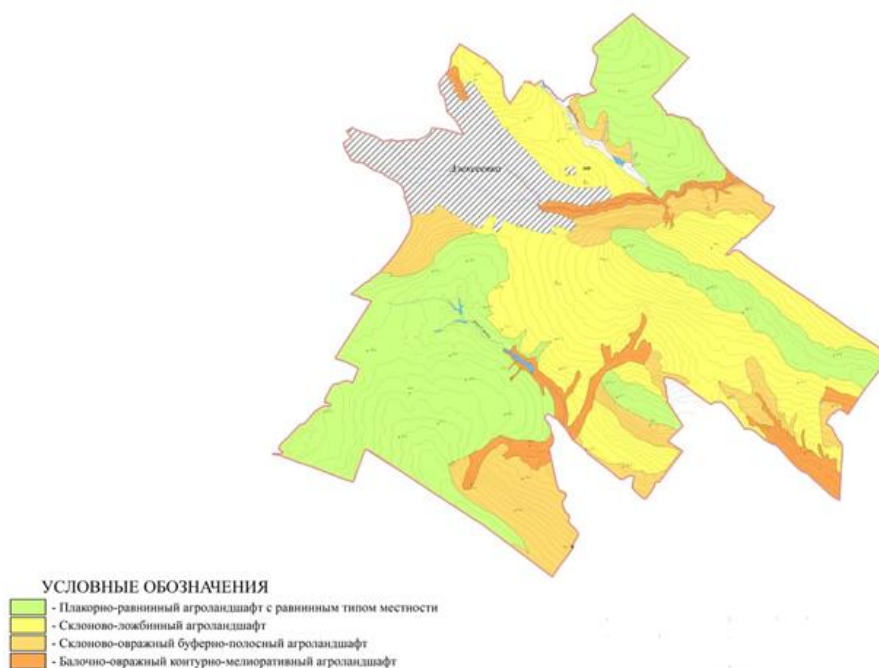 Алексеевка
УСЛОВНЫЕ ОБОЗНАЧЕНИЯ
- Плакорно-равнинный агроландшафт с равнинным типом местности
- Склоново-ложбинный агроландшафт
- Склоново-овражный буферно-полосный агроландшафт
- Балочно-овражный контурно-мелиоративный агроландшафт